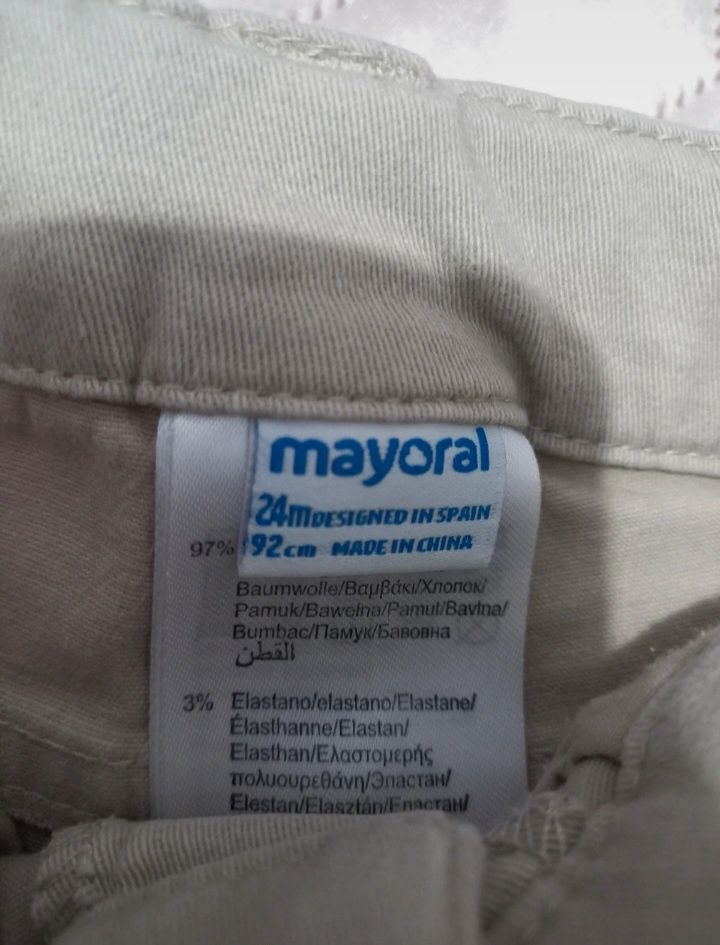 mayoral
24m DESIGNED IN SPAIN
92cm MADE IN CHINA
97%
Baumwolle/Βαμβάκι/Хлопок/
Pamuk/Bawełna/Pamut/Bavlna/
Bumbac/Памук/Бавовна
القطن
3% Elastano/elastano/Elastane/
Élasthanne/Elastan/
Elasthan/Ελαστομερής
πολυουρεθάνη/Эластан/
Elestan/Elasztán/Еластан/